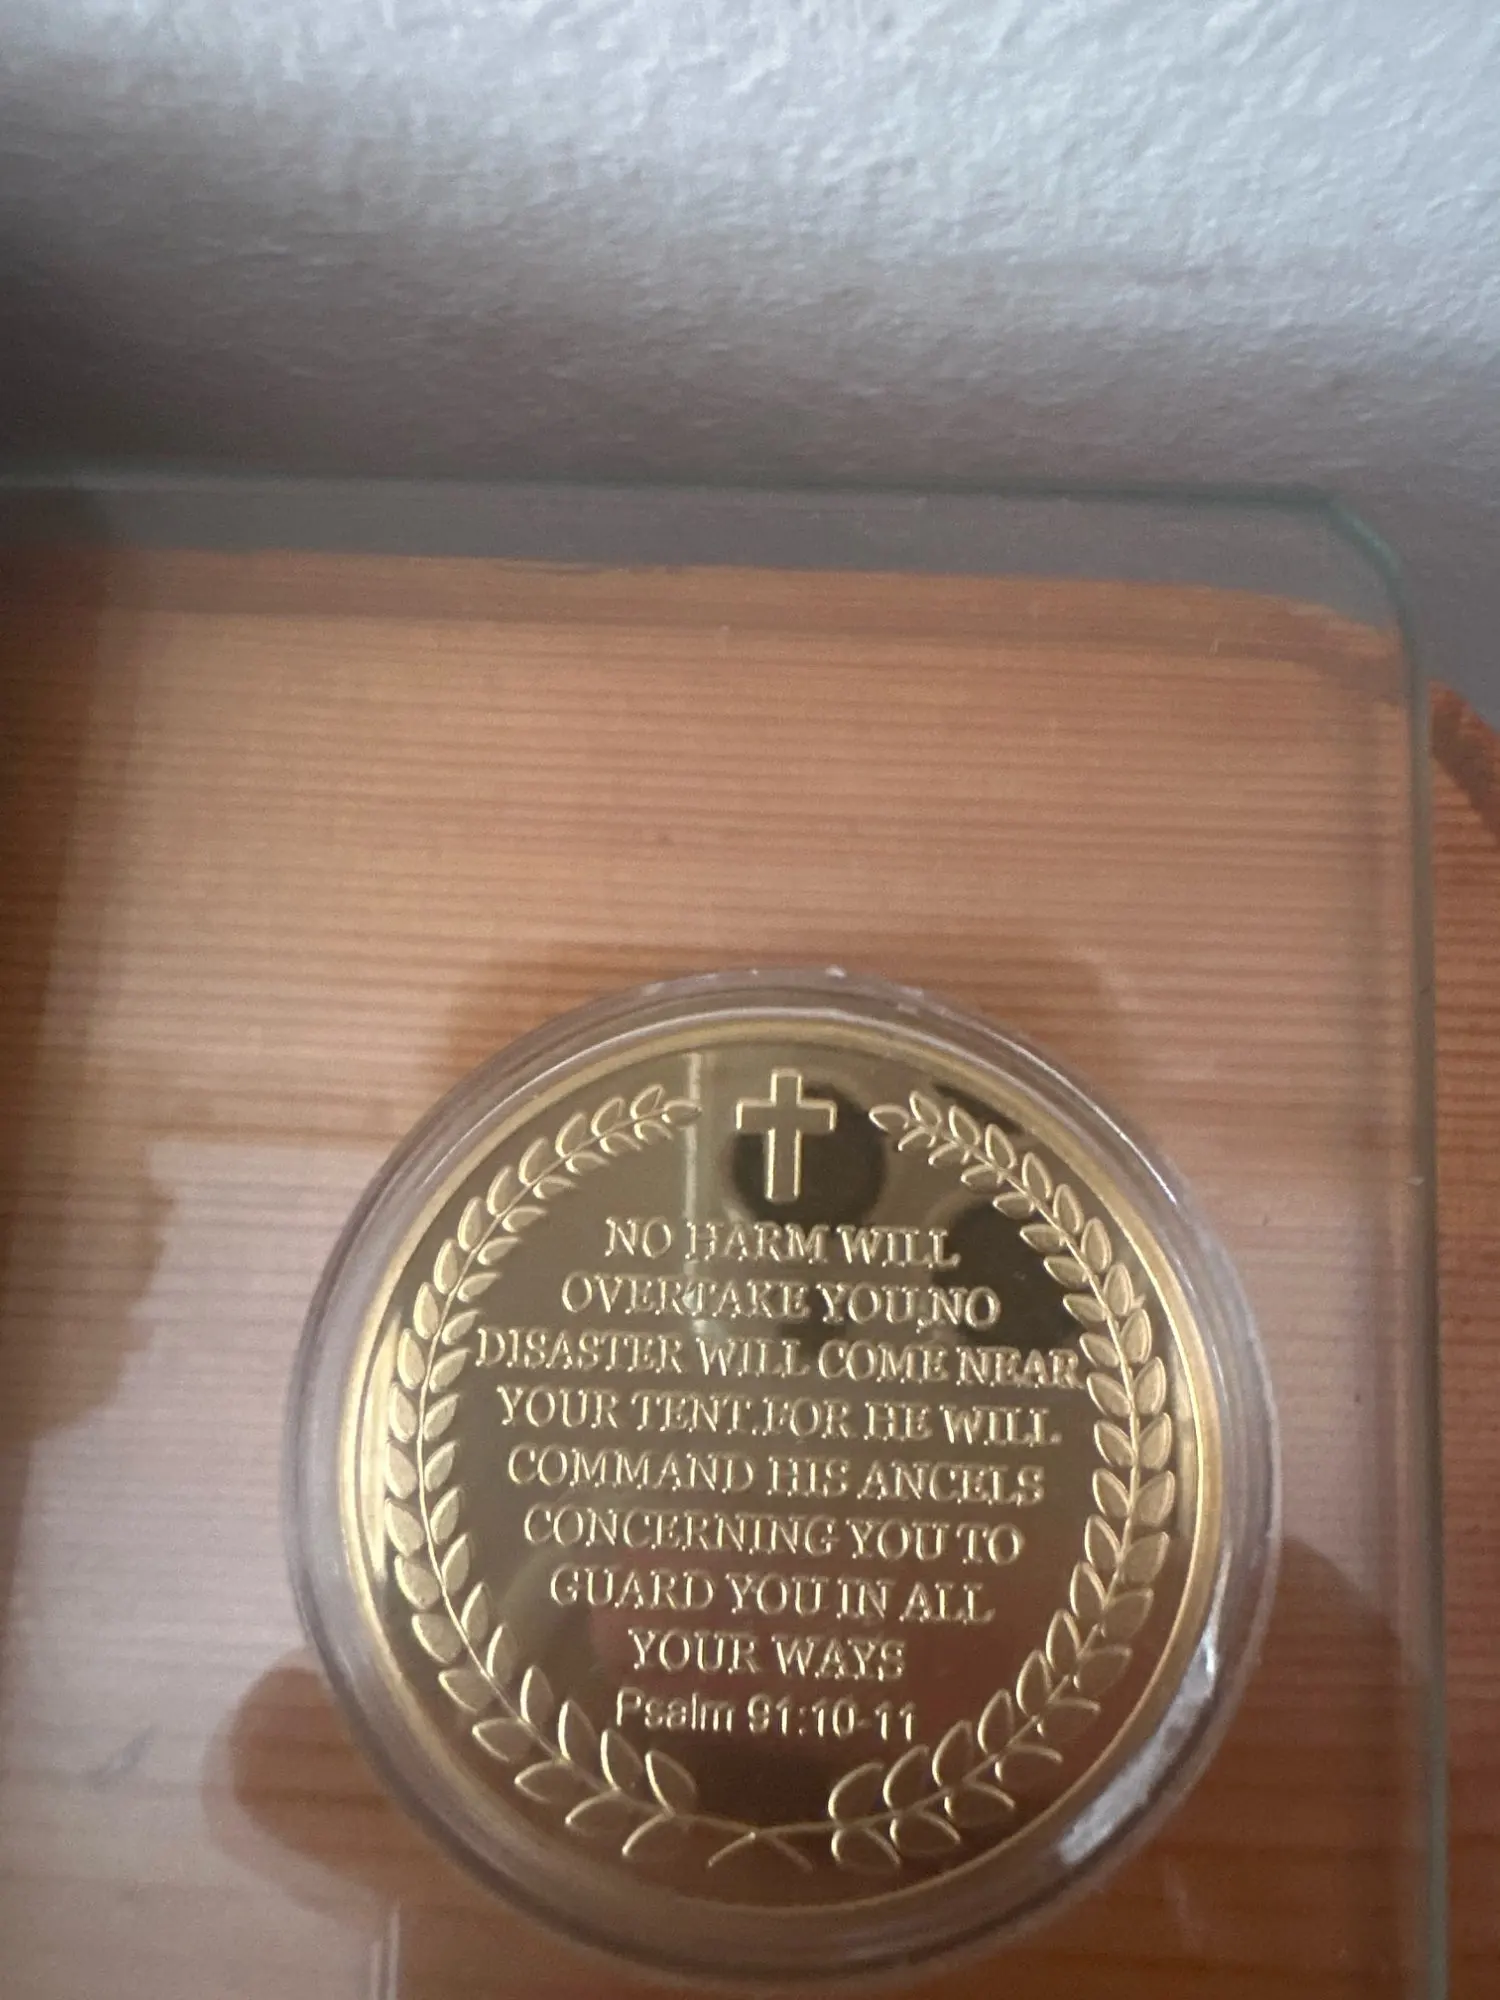 NO HARM WILL
OVERTAKE YOU,NO
DISASTER WILL COME NEAR
YOUR TENT.FOR HE WILL
COMMAND HIS ANGELS
CONCERNING YOU TO
GUARD YOU IN ALL
YOUR WAYS
Psalm 91:10-11